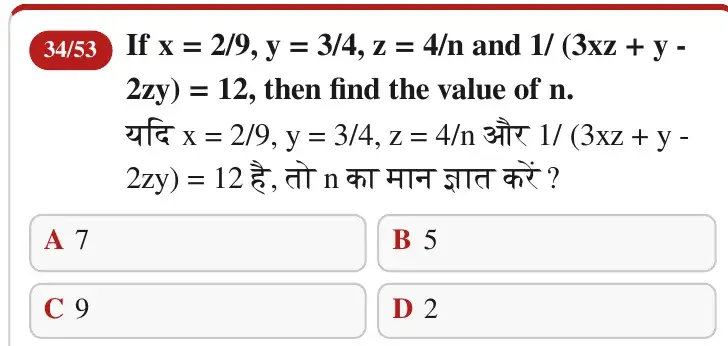 34/53 If x = 2/9, y = 3/4, z = 4/n and 1/ (3xz + y -
2zy) = 12, then find the value of n.
यदि x = 2/9, y = 3/4, z = 4/n और 1/ (3xz + y -
2zy) = 12 है, तो n का मान ज्ञात करें ?
A 7
B 5
C 9
D 2